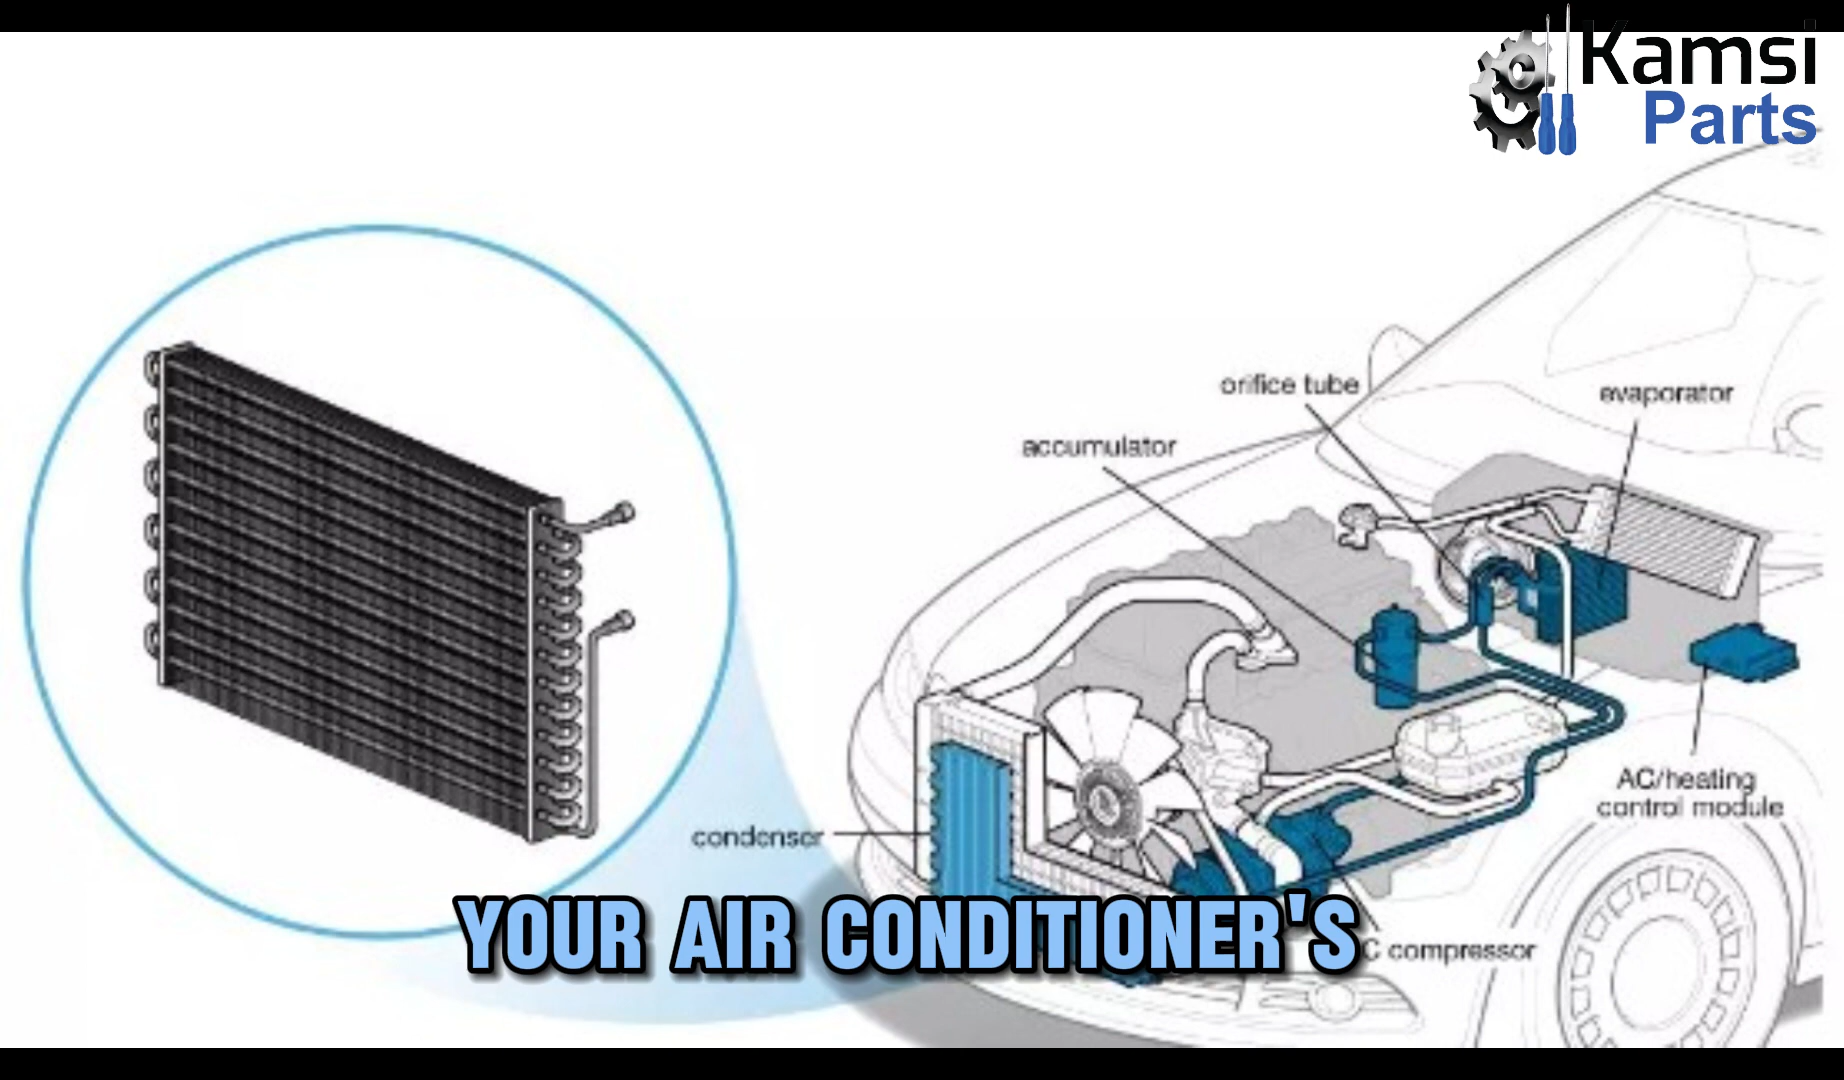 Kamsi
Parts
orifice tube
evaporator
accumulator
AC/heating
control module
condenser
YOUR AIR CONDITIONER'S
C compressor